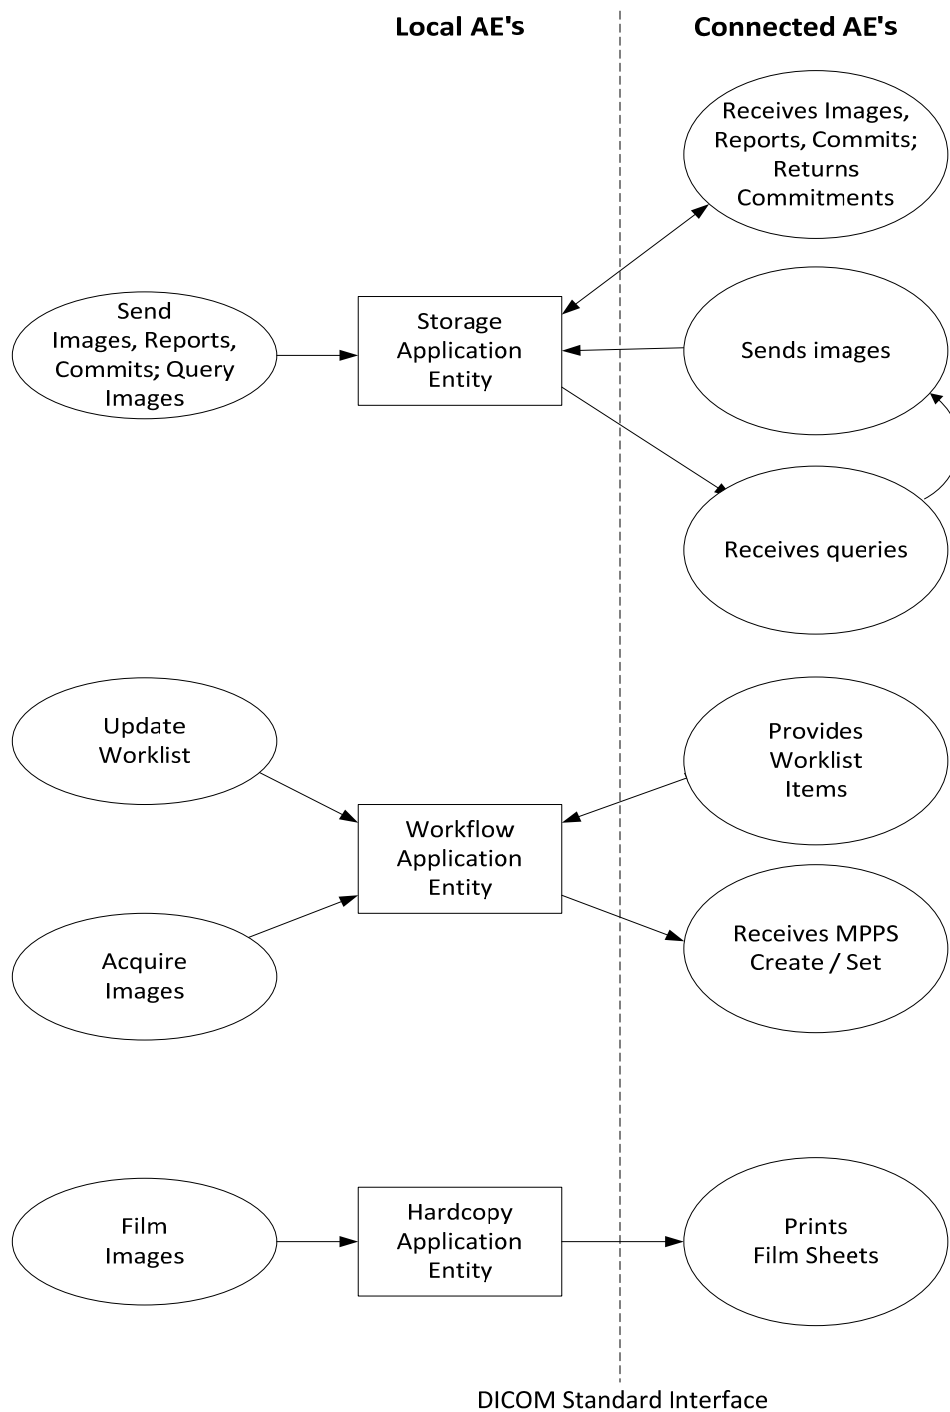 Local AE's
Connected AE's
Receives Images,
Reports, Commits;
Returns
Commitments
Send
Images, Reports,
Commits; Query
Images
Storage
Application
Entity
Sends images
Receives queries
Update
Worklist
Provides
Worklist
Items
Workflow
Application
Entity
Acquire
Images
Receives MPPS
Create / Set
Film
Images
Hardcopy
Application
Entity
Prints
Film Sheets
DICOM Standard Interface